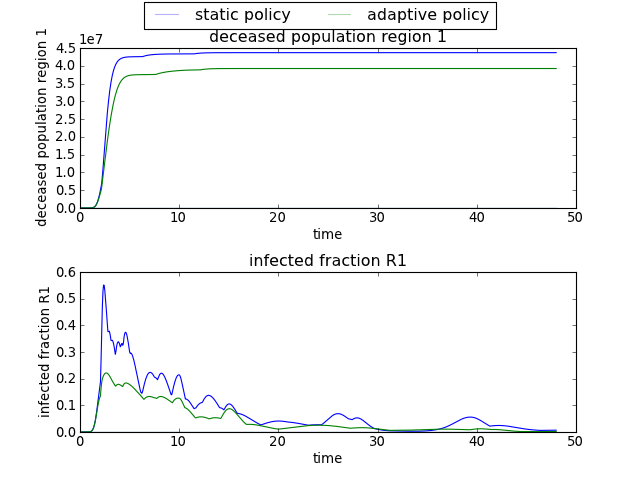 static policy adaptive policy
deceased population region 1
1e7
deceased population region 1
4.5
4.0
3.5
3.0
2.5
2.0
1.5
1.0
0.5
0.0
0 10 20 30 40 50
time
infected fraction R1
infected fraction R1
0.6
0.5
0.4
0.3
0.2
0.1
0.0
0 10 20 30 40 50
time